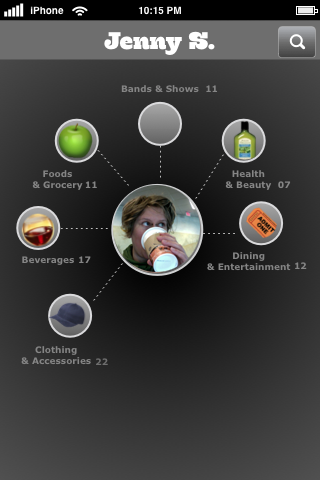 iPhone 10:15 PM
Jenny S.
Bands & Shows 11
Foods
& Grocery 11
Health
& Beauty 07
ADMIT
ONE
Beverages 17
Dining
& Entertainment 12
Clothing
& Accessories 22